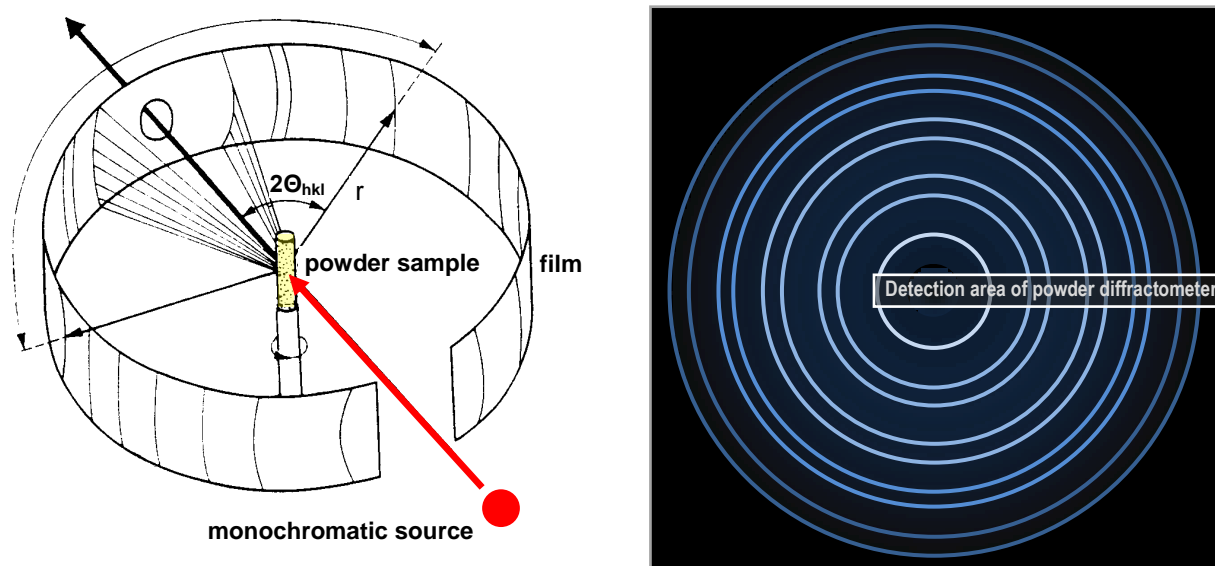 2Θhkl
r
powder sample
film
monochromatic source
Detection area of powder diffractometer